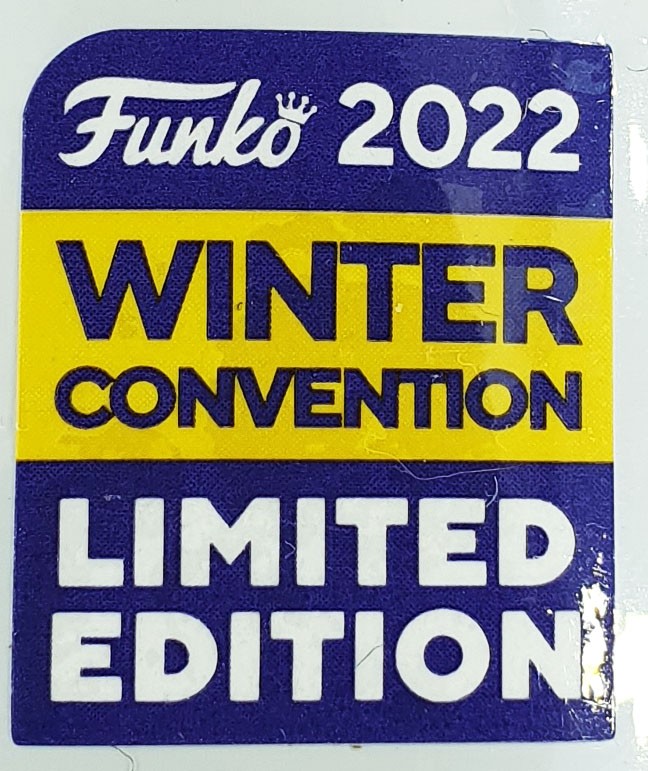 Funko 2022
WINTER
CONVENTION
LIMITED
EDITION